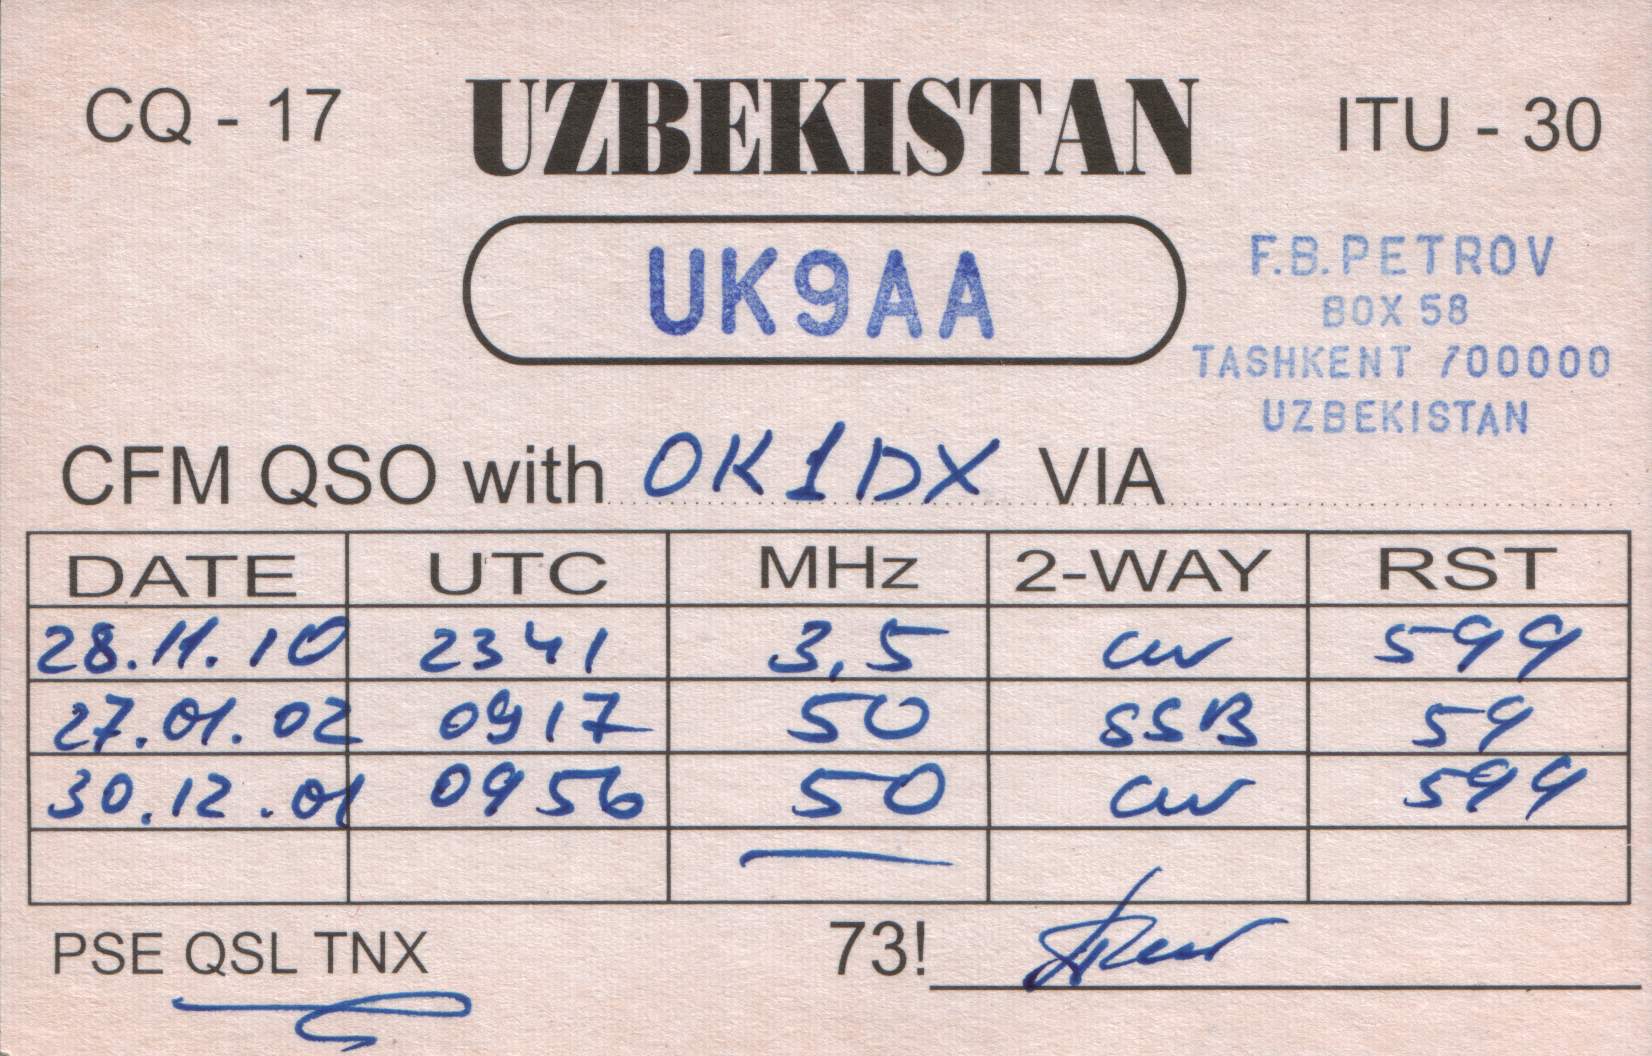 CQ - 17 UZBEKISTAN ITU - 30
UK9AA
F.B.PETROV
BOX 58
TASHKENT 700000
UZBEKISTAN
CFM QSO with OK1DX VIA
DATE UTC MHz 2-WAY RST
28.11.10 2341 3,5 cw 599
27.01.02 0917 50 SSB 59
30.12.01 0956 50 cw 599
PSE QSL TNX 73!